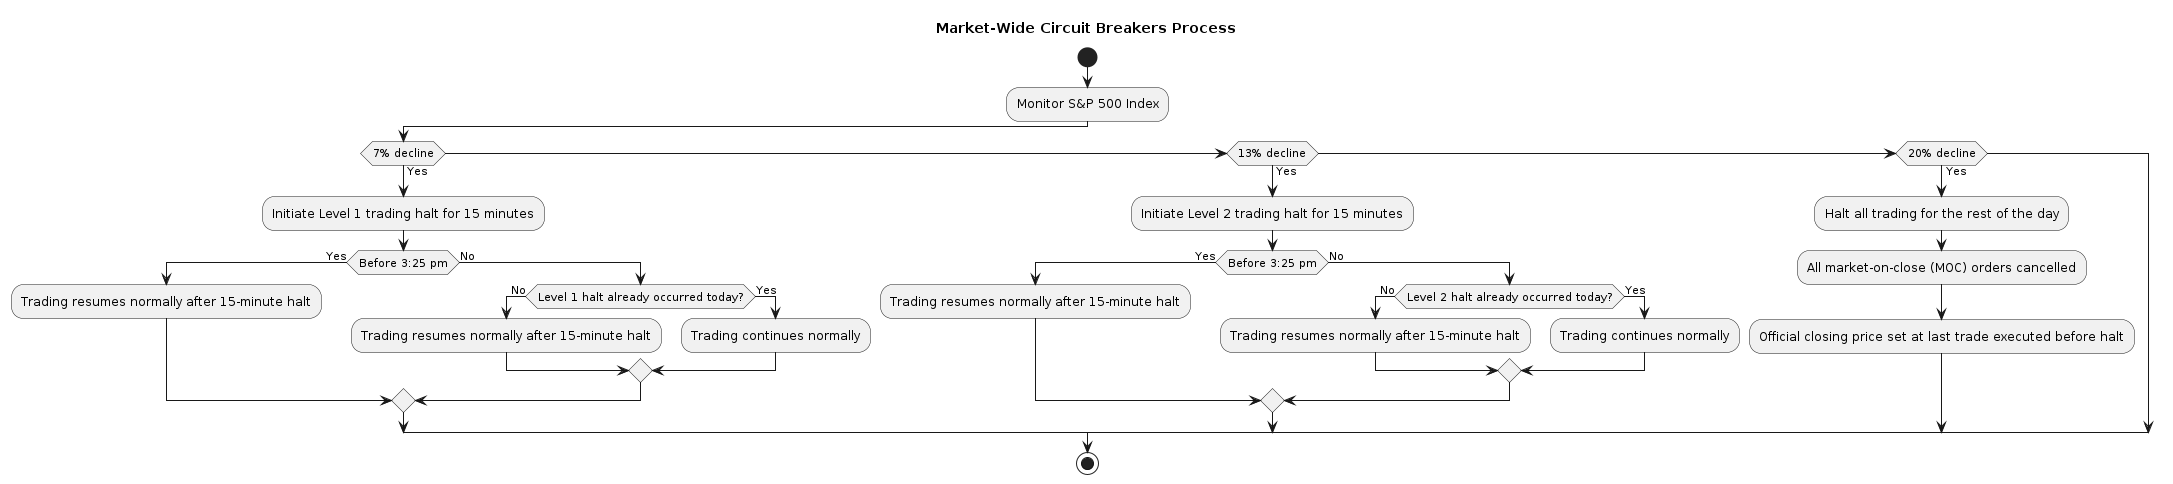 Market-Wide Circuit Breakers Process
Monitor S&P 500 Index
7% decline
13% decline
20% decline
Yes
Yes
Yes
Initiate Level 1 trading halt for 15 minutes
Initiate Level 2 trading halt for 15 minutes
Halt all trading for the rest of the day
Yes
Before 3:25 pm
No
Yes
Before 3:25 pm
No
All market-on-close (MOC) orders cancelled
Trading resumes normally after 15-minute halt
No
Level 1 halt already occurred today?
Yes
Trading resumes normally after 15-minute halt
No
Level 2 halt already occurred today?
Yes
Trading resumes normally after 15-minute halt
Trading continues normally
Trading resumes normally after 15-minute halt
Trading continues normally
Official closing price set at last trade executed before halt